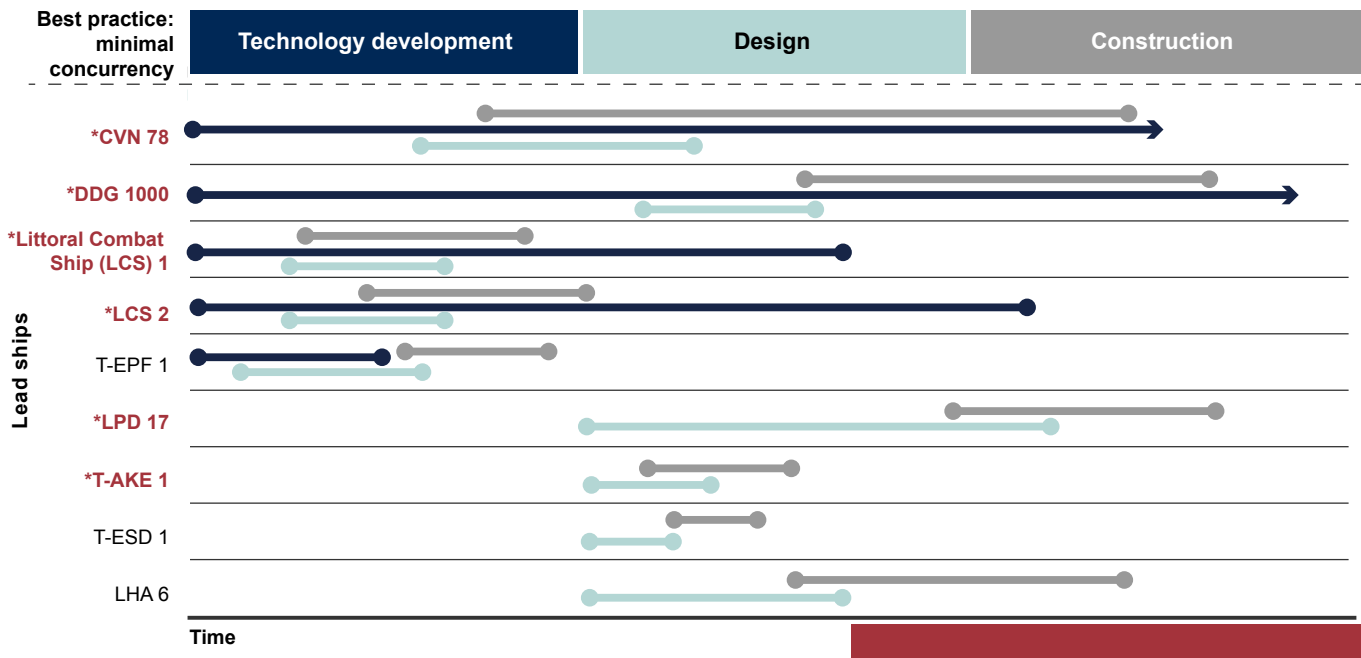 Best practice:
minimal
concurrency
Technology development
Design
Construction
*CVN 78
*DDG 1000
*Littoral Combat
Ship (LCS) 1
*LCS 2
T-EPF 1
*LPD 17
*T-AKE 1
T-ESD 1
LHA 6
Lead ships
Time